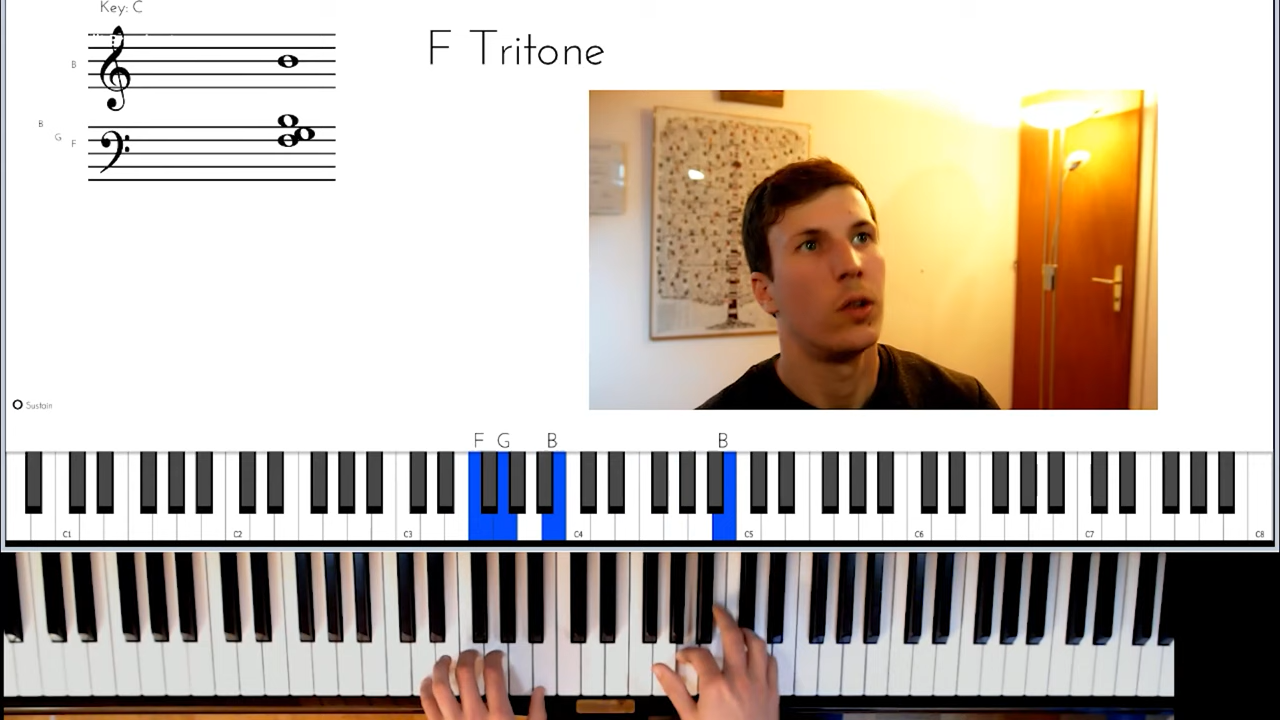 Key: C
F Tritone
B
B
G
F
Sustain
F G B B
C1 C2 C3 C4 C5 C6 C7 C8